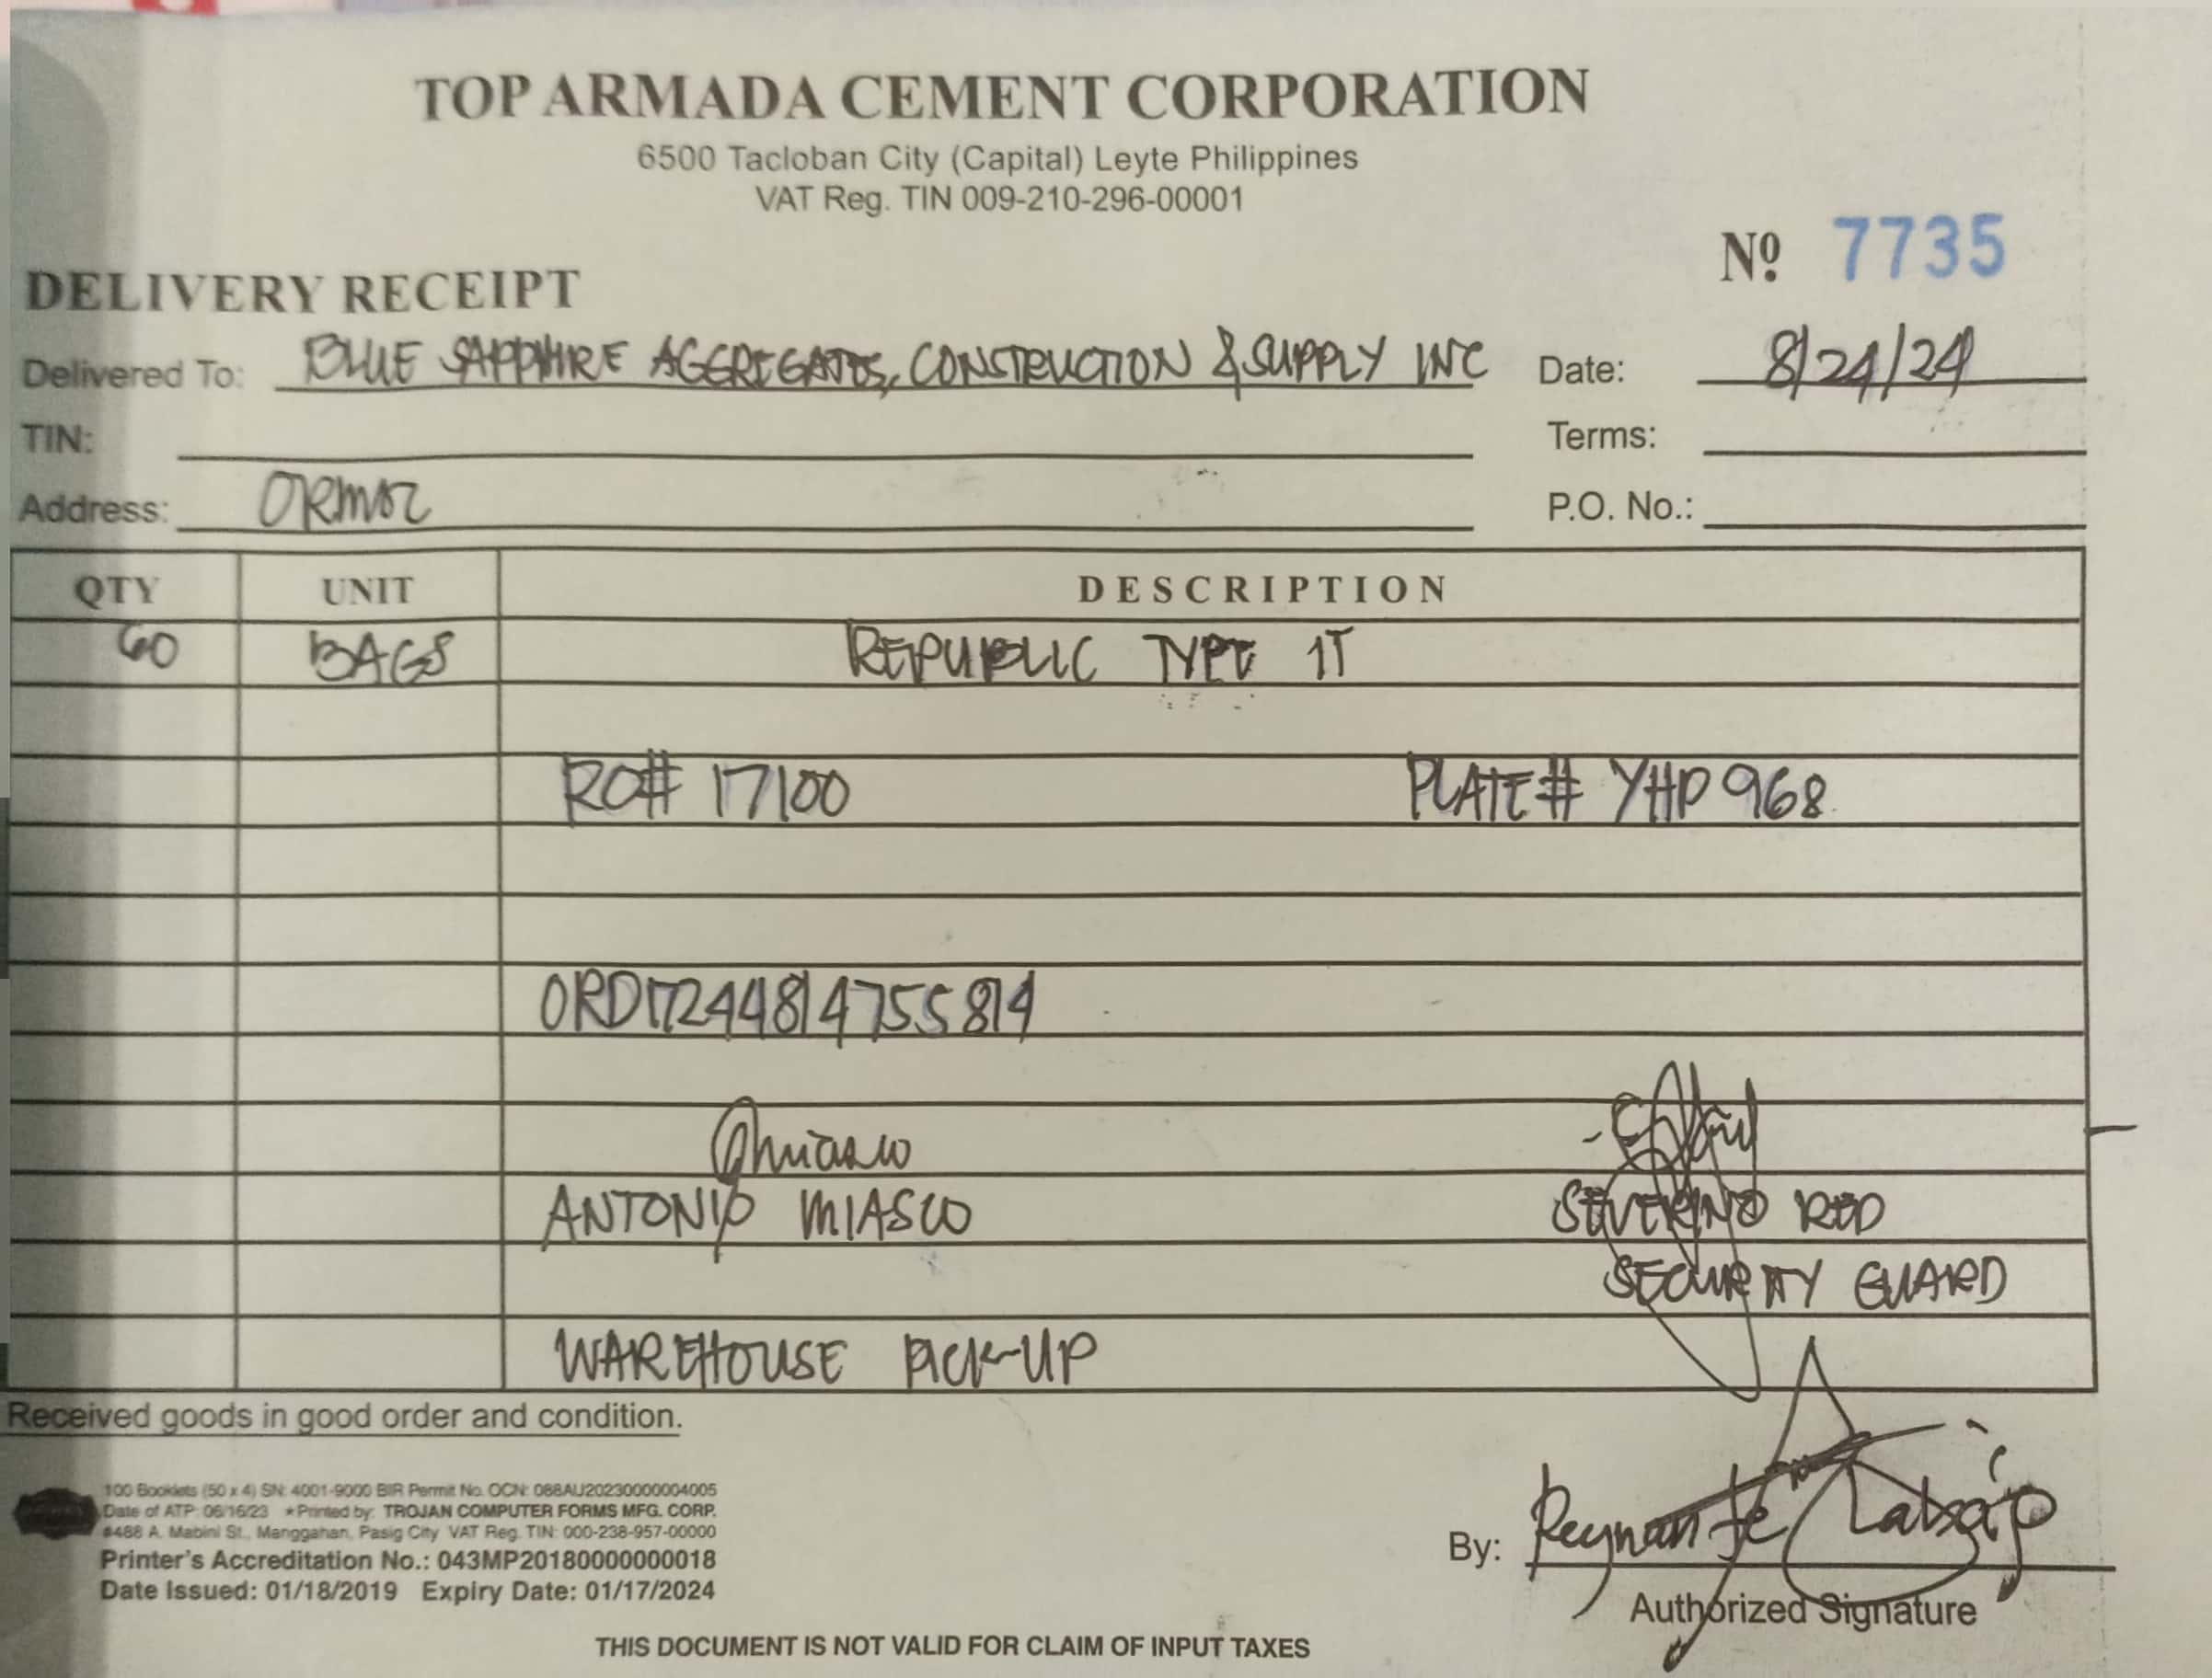 TOP ARMADA CEMENT CORPORATION
6500 Tacloban City (Capital) Leyte Philippines
VAT Reg. TIN 009-210-296-00001
Nº 7735
DELIVERY RECEIPT
Delivered To: BLUE SAPPHIRE AGGREGATES, CONSTRUCTION & SUPPLY INC Date: 8/24/24
TIN: Terms:
Address: ORMOC P.O. No.:
QTY UNIT DESCRIPTION
60 BAGS REPUBLIC TYPE 1T
RO# 17100 PLATE# YHP 968
ORD17244814755814
ANTONIO MIASCO SEVERINO RED
SECURITY GUARD
WAREHOUSE PICK-UP
Received goods in good order and condition.
100 Booklets (50 x 4) SN: 4001-9000 BIR Permit No. OCN: 088AU20230000004005
Date of ATP: 06/16/23 *Printed by: TROJAN COMPUTER FORMS MFG. CORP.
#488 A. Mabini St., Manggahan, Pasig City VAT Reg. TIN: 000-238-957-00000
Printer's Accreditation No.: 043MP20180000000018
Date Issued: 01/18/2019 Expiry Date: 01/17/2024
By: Reynante Labsap
Authorized Signature
THIS DOCUMENT IS NOT VALID FOR CLAIM OF INPUT TAXES